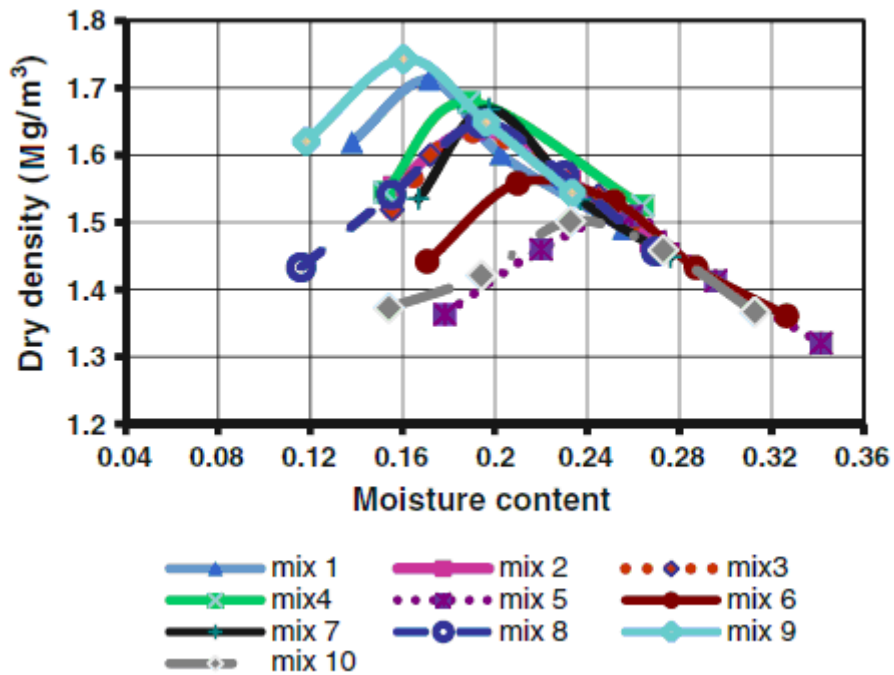 Dry density (Mg/m³)
1.8
1.7
1.6
1.5
1.4
1.3
1.2
0.04 0.08 0.12 0.16 0.2 0.24 0.28 0.32 0.36
Moisture content
mix 1 mix 2 mix3
mix4 mix 5 mix 6
mix 7 mix 8 mix 9
mix 10